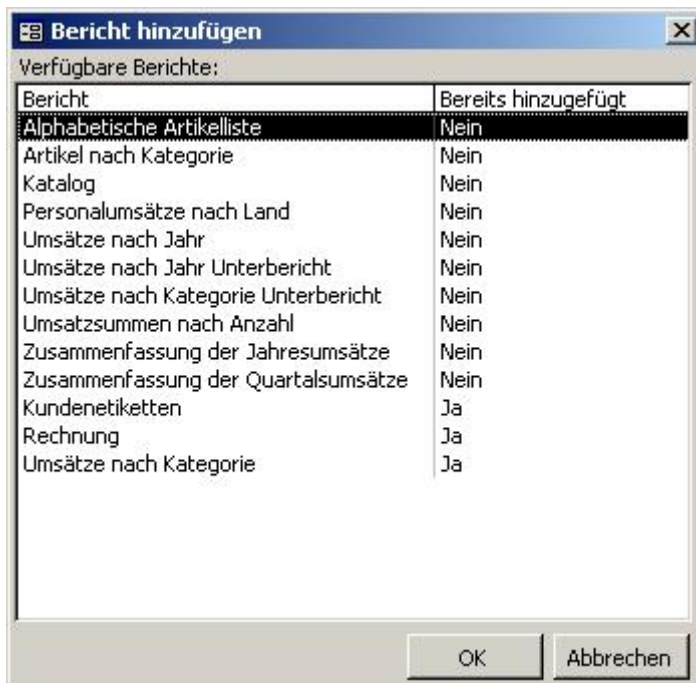 Bericht hinzufügen
Verfügbare Berichte:
Bericht Bereits hinzugefügt
Alphabetische Artikelliste Nein
Artikel nach Kategorie Nein
Katalog Nein
Personalumsätze nach Land Nein
Umsätze nach Jahr Nein
Umsätze nach Jahr Unterbericht Nein
Umsätze nach Kategorie Unterbericht Nein
Umsatzsummen nach Anzahl Nein
Zusammenfassung der Jahresumsätze Nein
Zusammenfassung der Quartalsumsätze Nein
Kundenetiketten Ja
Rechnung Ja
Umsätze nach Kategorie Ja
OK Abbrechen